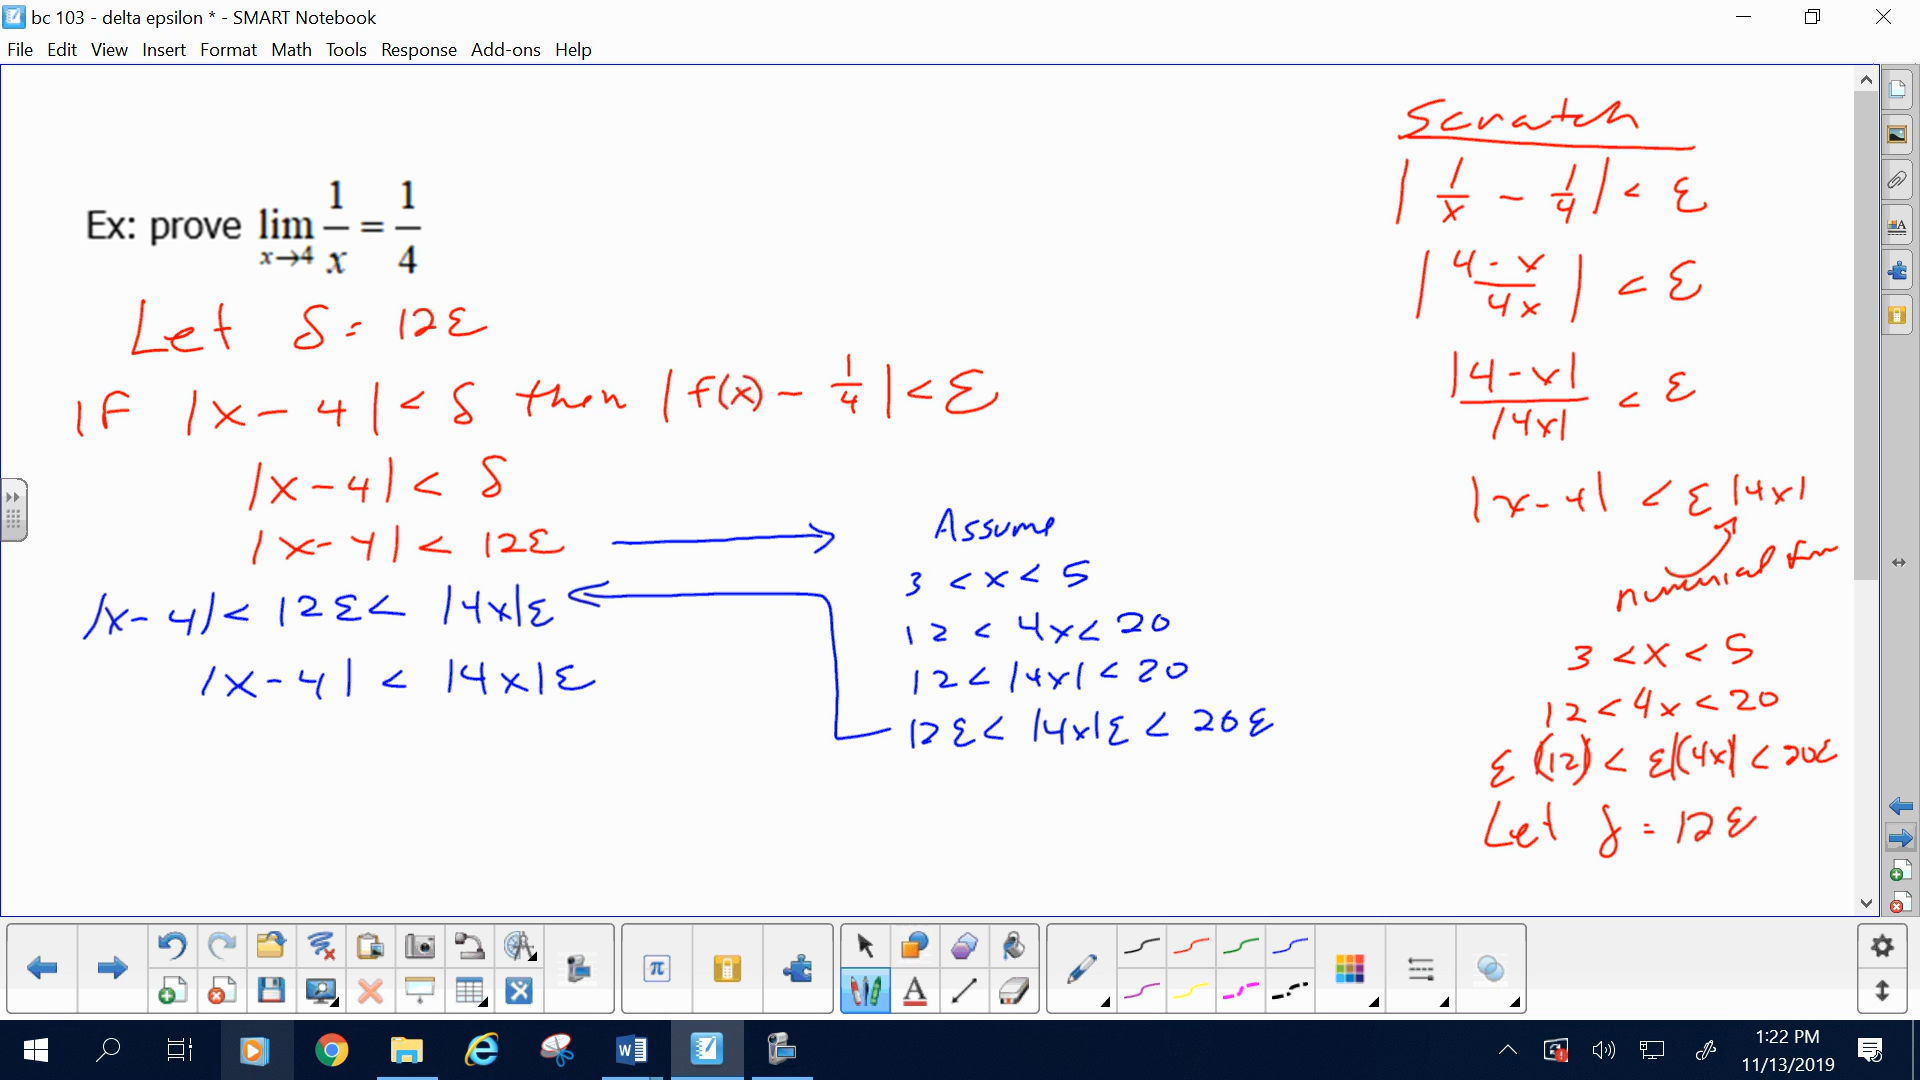 bc 103 - delta epsilon * - SMART Notebook
File Edit View Insert Format Math Tools Response Add-ons Help
Ex: prove lim x→4 1/x = 1/4
Let δ = 12ε
IF |x - 4| < δ then |f(x) - 1/4| < ε
|x - 4| < δ
|x - 4| < 12ε
|x - 4| < 12ε < |4x|ε
|x - 4| < |4x|ε
Assume
3 < x < 5
12 < 4x < 20
12 < |4x| < 20
12ε < |4x|ε < 20ε
Scratch
|1/x - 1/4| < ε
|(4 - x)/4x| < ε
|4 - x|/|4x| < ε
|x - 4| < ε|4x|
3 < x < 5
12 < 4x < 20
ε(12) < ε|(4x)| < 20ε
Let δ = 12ε
π
A
1:22 PM
11/13/2019